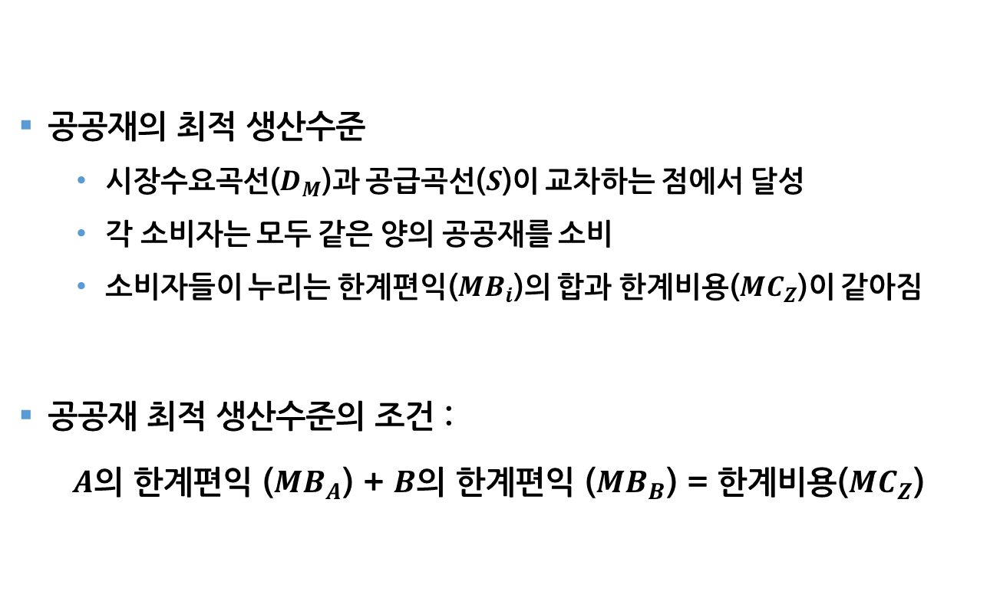 ▪ 공공재의 최적 생산수준
• 시장수요곡선(D_M)과 공급곡선(S)이 교차하는 점에서 달성
• 각 소비자는 모두 같은 양의 공공재를 소비
• 소비자들이 누리는 한계편익(MB_i)의 합과 한계비용(MC_Z)이 같아짐
▪ 공공재 최적 생산수준의 조건 :
A의 한계편익 (MB_A) + B의 한계편익 (MB_B) = 한계비용(MC_Z)